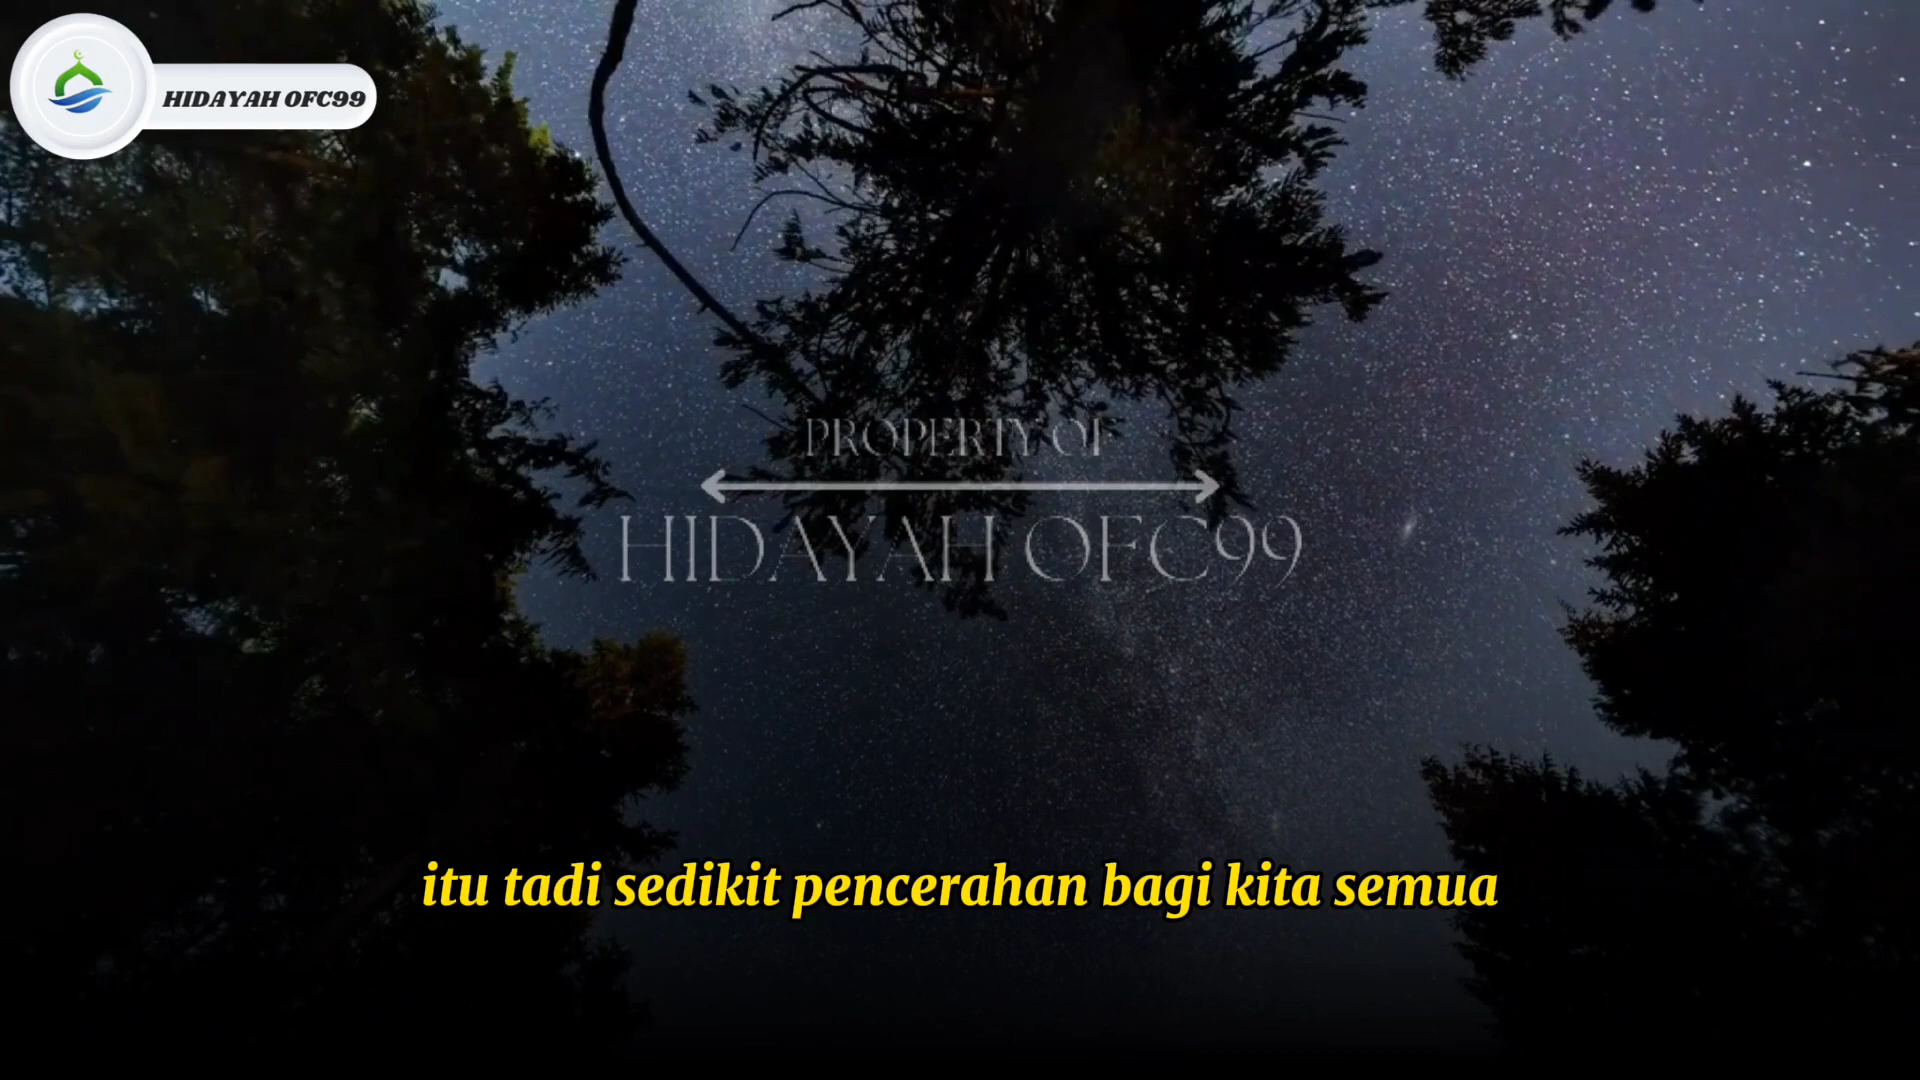 HIDAYAH OFC99
PROPERTY OF
HIDAYAH OFC99
itu tadi sedikit pencerahan bagi kita semua